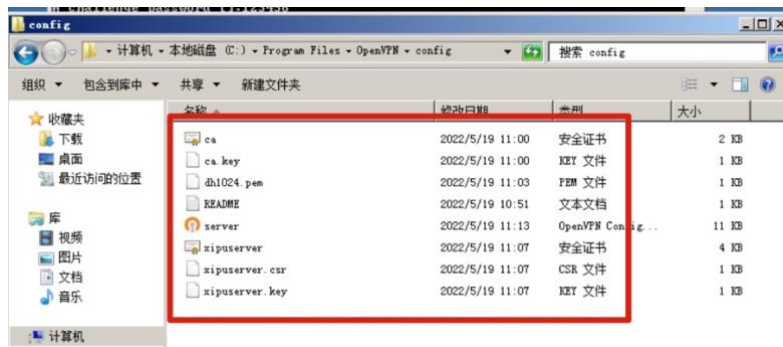 a challenge password []:123456
config
计算机 本地磁盘 (C:) Program Files OpenVPN config
搜索 config
组织 包含到库中 共享 新建文件夹
名称 修改日期 类型 大小
收藏夹
下载
桌面
最近访问的位置
库
视频
图片
文档
音乐
计算机
ca 2022/5/19 11:00 安全证书 2 KB
ca.key 2022/5/19 11:00 KEY 文件 1 KB
dh1024.pem 2022/5/19 11:03 PEM 文件 1 KB
README 2022/5/19 10:51 文本文档 1 KB
server 2022/5/19 11:13 OpenVPN Config... 11 KB
xipuserver 2022/5/19 11:07 安全证书 4 KB
xipuserver.csr 2022/5/19 11:07 CSR 文件 1 KB
xipuserver.key 2022/5/19 11:07 KEY 文件 1 KB